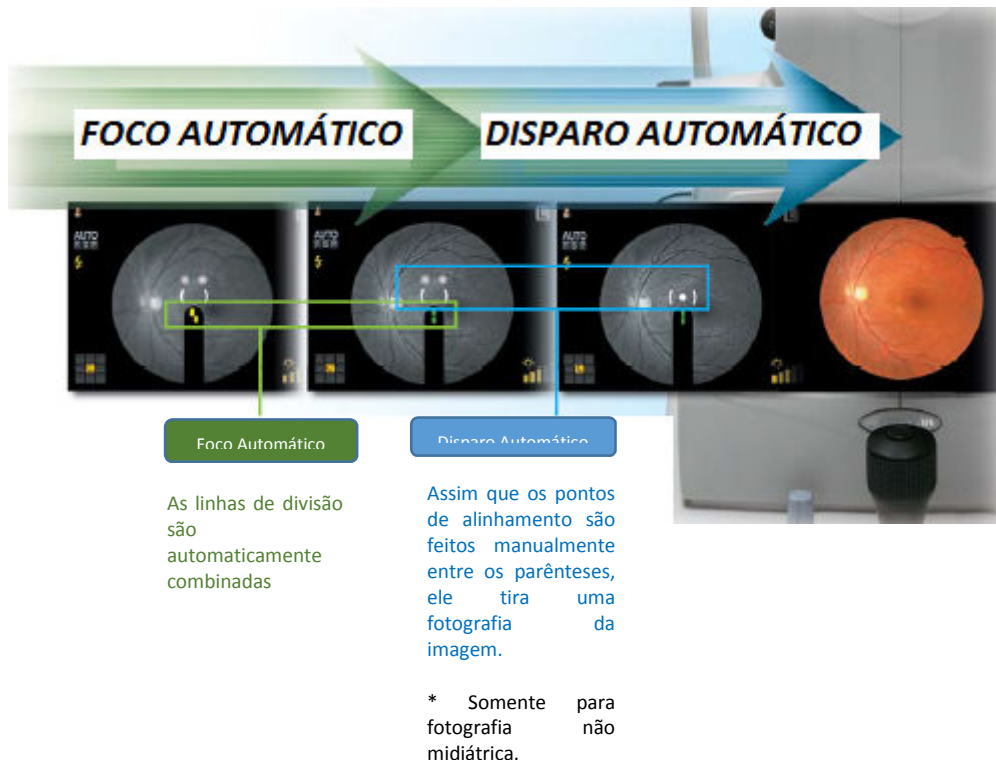 FOCO AUTOMÁTICO
DISPARO AUTOMÁTICO
AUTO
AUTO
L
AUTO
L
Foco Automático
Disparo Automático
As linhas de divisão
são
automaticamente
combinadas
Assim que os pontos
de alinhamento são
feitos manualmente
entre os parênteses,
ele tira uma
fotografia da
imagem.
* Somente para
fotografia não
midiátrica.